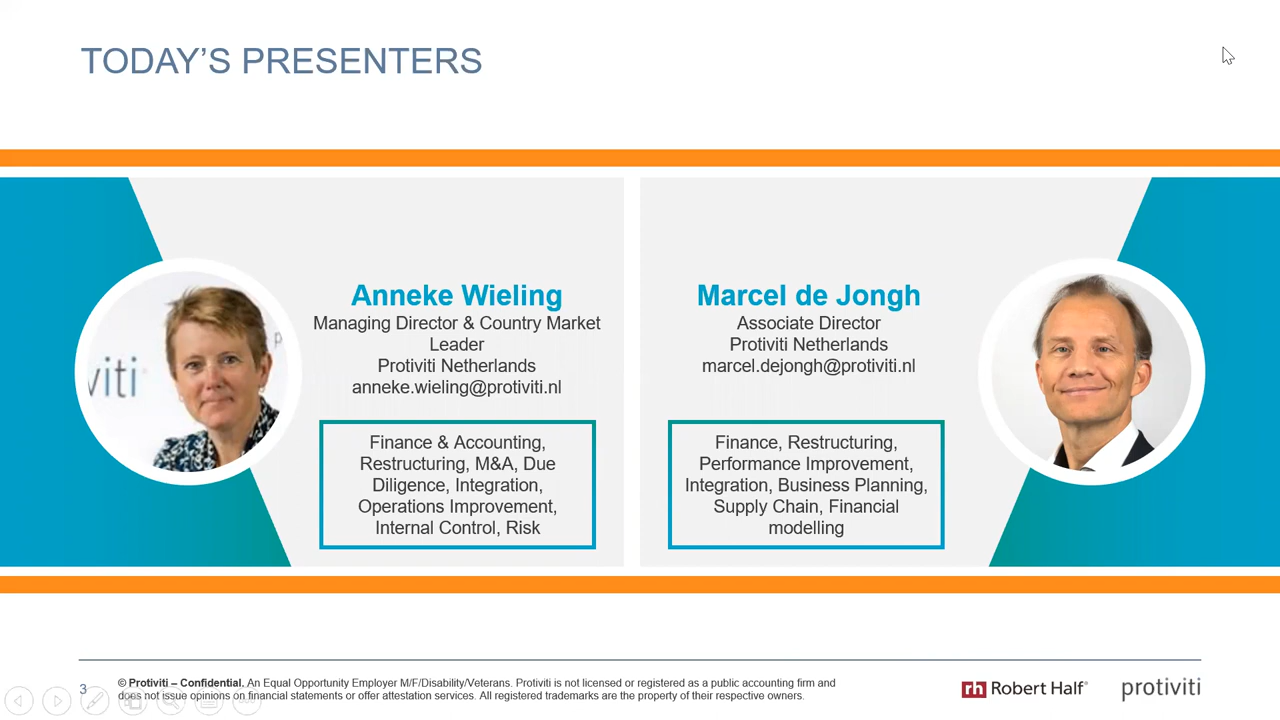 TODAY’S PRESENTERS
viti
p
Anneke Wieling
Managing Director & Country Market
Leader
Protiviti Netherlands
anneke.wieling@protiviti.nl
Finance & Accounting,
Restructuring, M&A, Due
Diligence, Integration,
Operations Improvement,
Internal Control, Risk
Marcel de Jongh
Associate Director
Protiviti Netherlands
marcel.dejongh@protiviti.nl
Finance, Restructuring,
Performance Improvement,
Integration, Business Planning,
Supply Chain, Financial
modelling
3
© Protiviti – Confidential. An Equal Opportunity Employer M/F/Disability/Veterans. Protiviti is not licensed or registered as a public accounting firm and
does not issue opinions on financial statements or offer attestation services. All registered trademarks are the property of their respective owners.
rh Robert Half®
protiviti